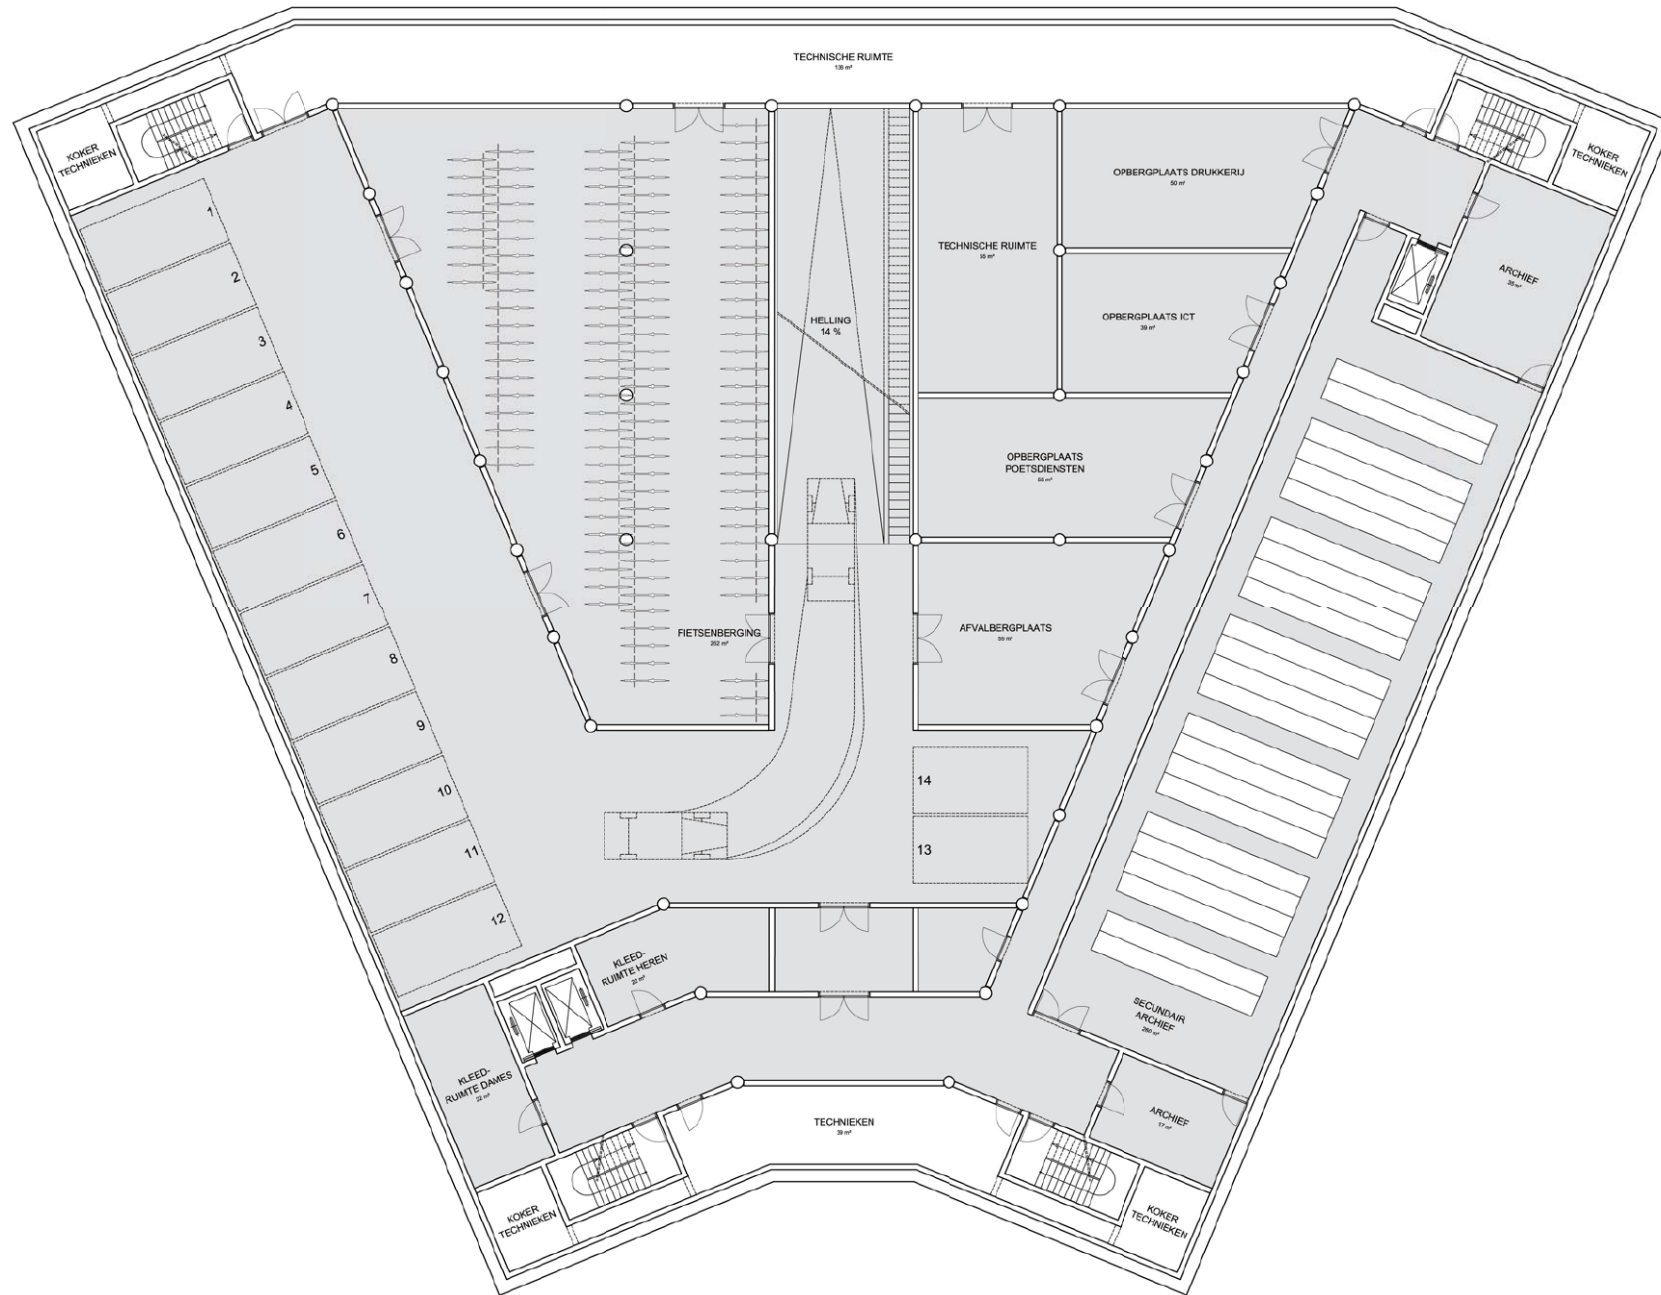 TECHNISCHE RUIMTE
KOKER
TECHNIEKEN
KOKER
TECHNIEKEN
OPBERGPLAATS DRUKKERIJ
50 m²
1
TECHNISCHE RUIMTE
2
ARCHIEF
35 m²
HELLING
14 %
OPBERGPLAATS ICT
39 m²
3
4
OPBERGPLAATS
POETSDIENSTEN
5
6
7
FIETSENBERGING
AFVALBERGPLAATS
8
9
10
14
11
13
12
KLEED-
RUIMTE HEREN
SECUNDAIR
ARCHIEF
260 m²
KLEED-
RUIMTE DAMES
22 m²
TECHNIEKEN
39 m²
ARCHIEF
17 m²
KOKER
TECHNIEKEN
KOKER
TECHNIEKEN